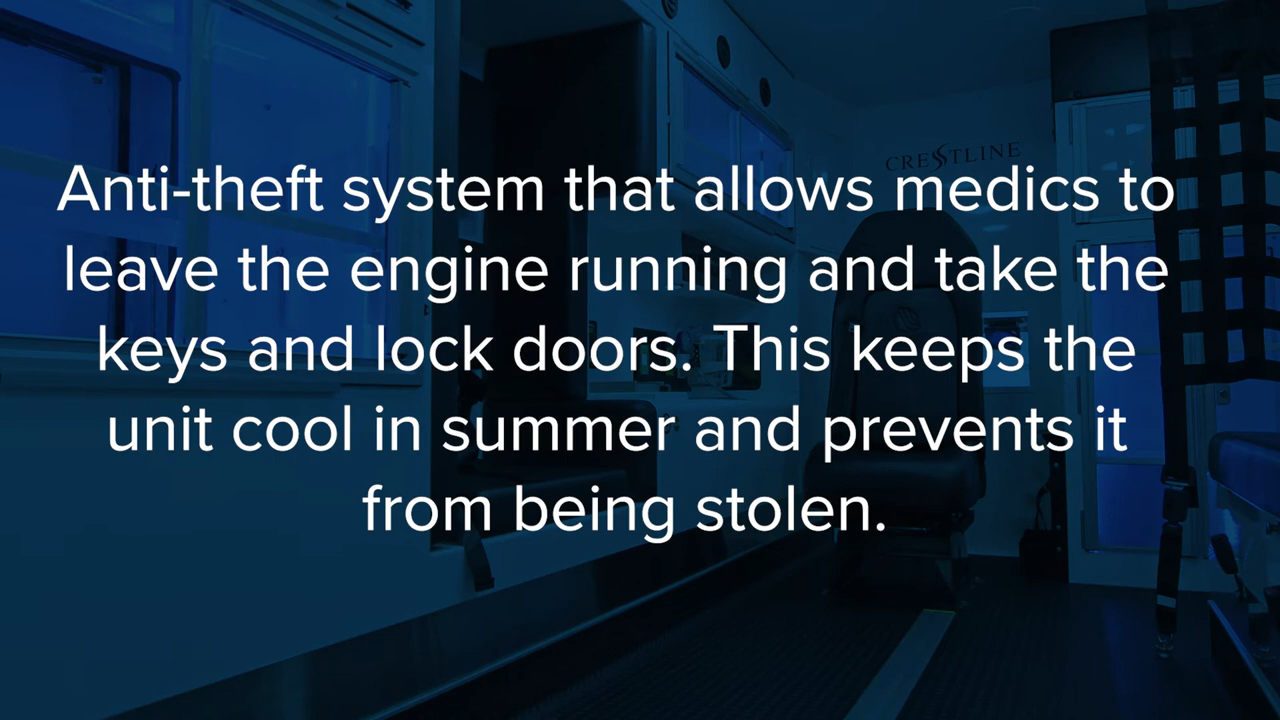 CRESTLINE
Anti-theft system that allows medics to
leave the engine running and take the
keys and lock doors. This keeps the
unit cool in summer and prevents it
from being stolen.